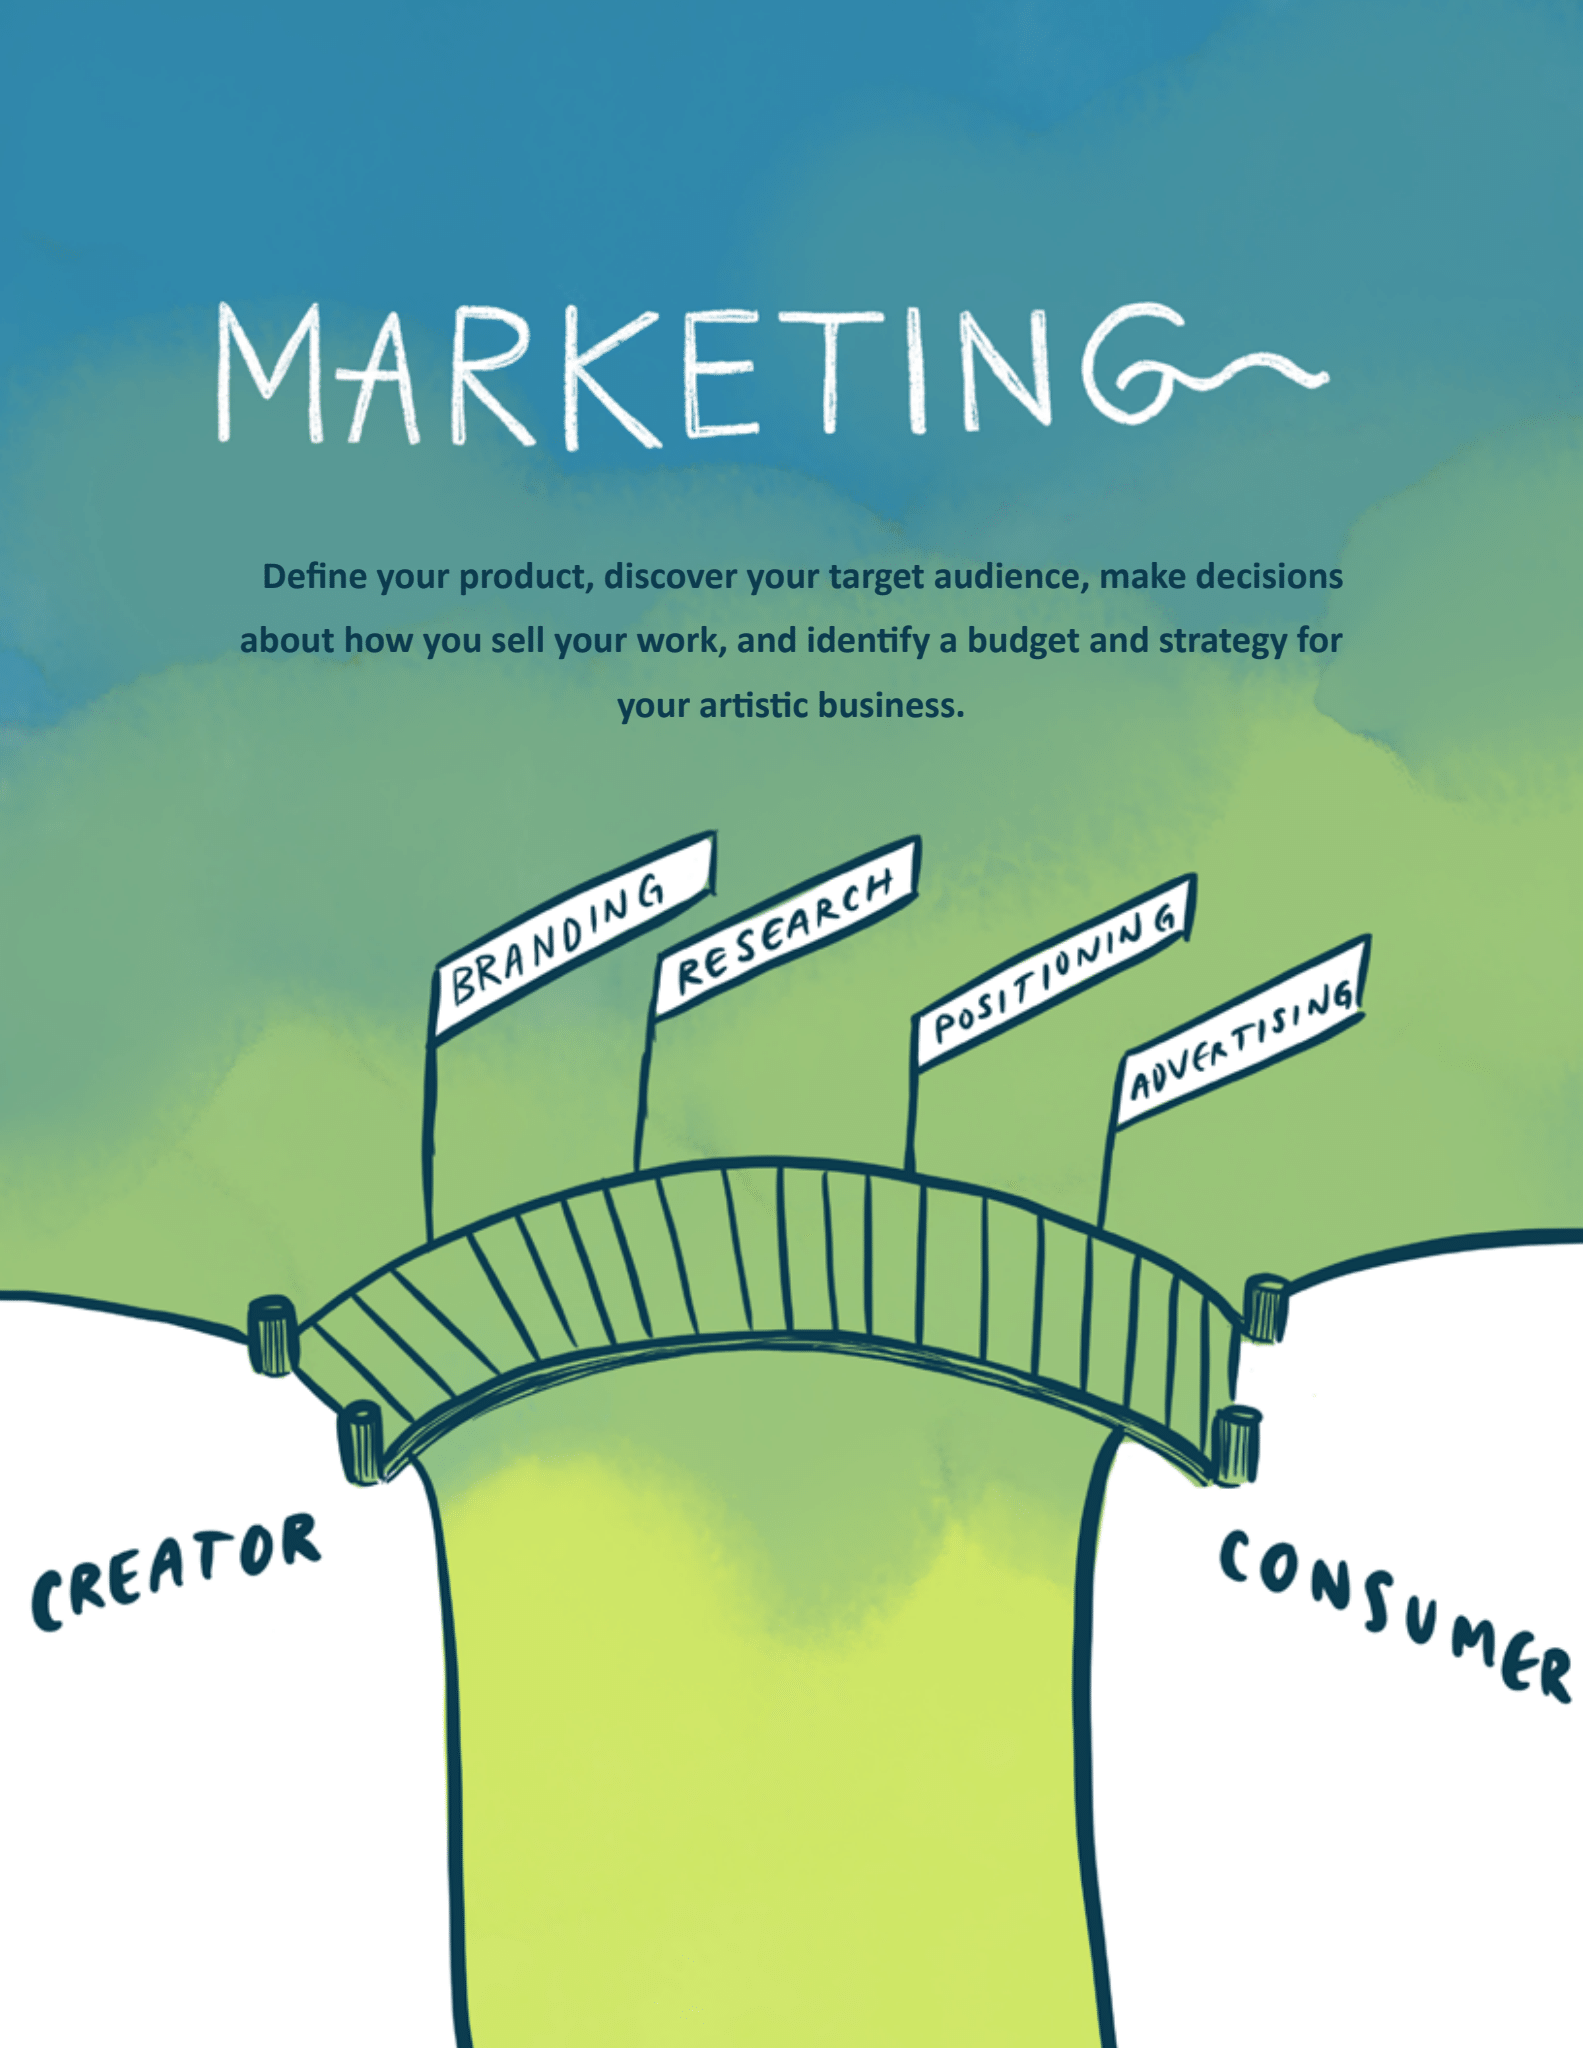 MARKETING
Define your product, discover your target audience, make decisions
about how you sell your work, and identify a budget and strategy for
your artistic business.
BRANDING
RESEARCH
POSITIONING
ADVERTISING
CREATOR
CONSUMER